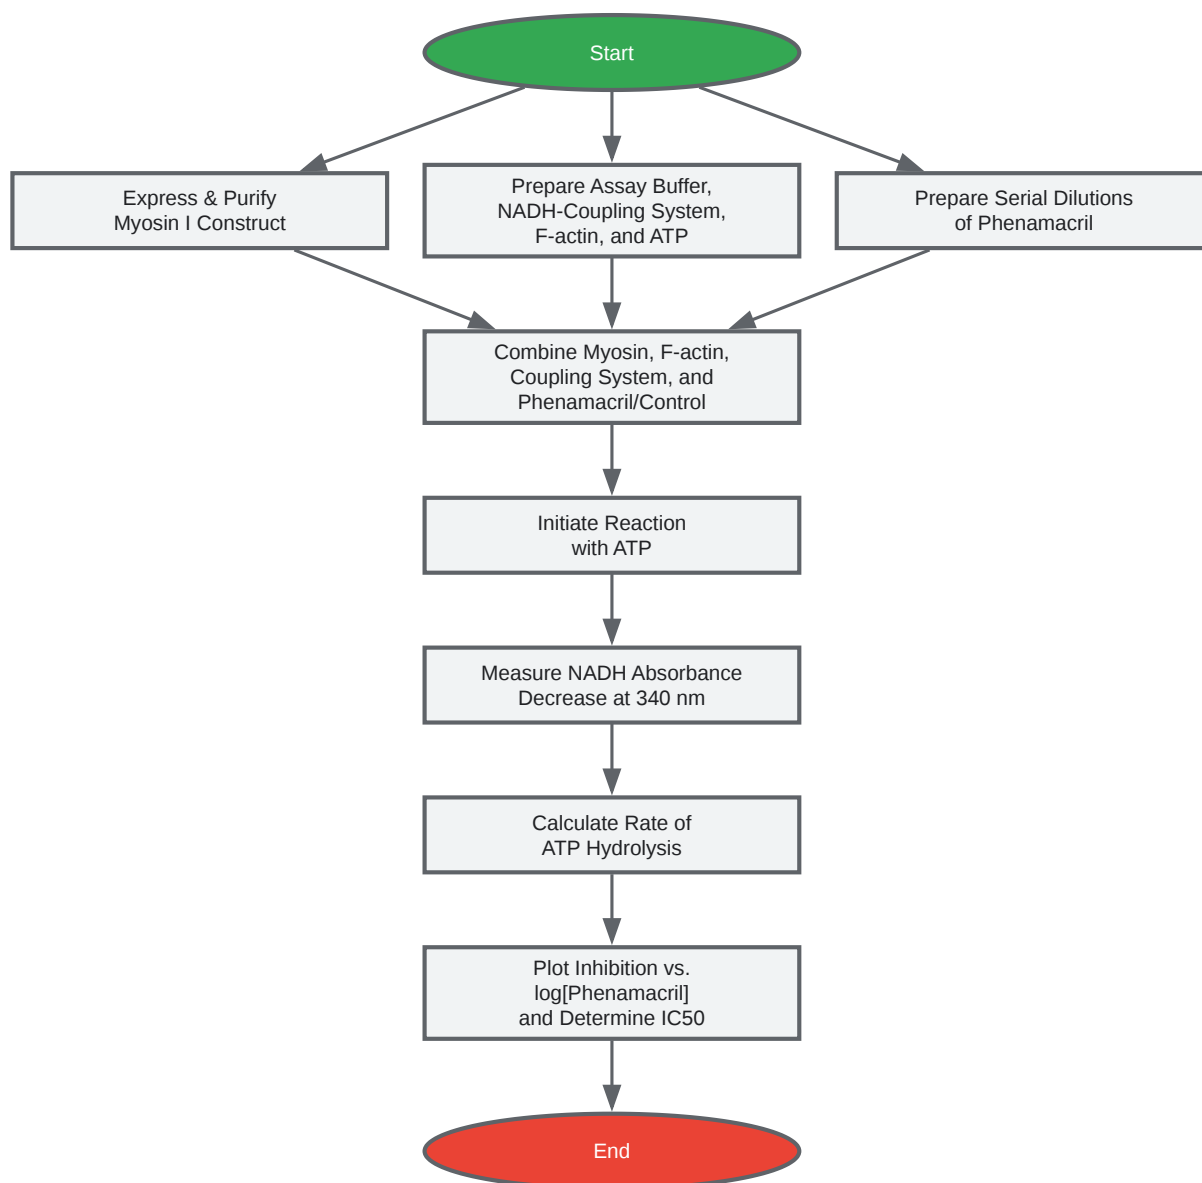 Start
Express & Purify
Myosin I Construct
Prepare Assay Buffer,
NADH-Coupling System,
F-actin, and ATP
Prepare Serial Dilutions
of Phenamacril
Combine Myosin, F-actin,
Coupling System, and
Phenamacril/Control
Initiate Reaction
with ATP
Measure NADH Absorbance
Decrease at 340 nm
Calculate Rate of
ATP Hydrolysis
Plot Inhibition vs.
log[Phenamacril]
and Determine IC50
End